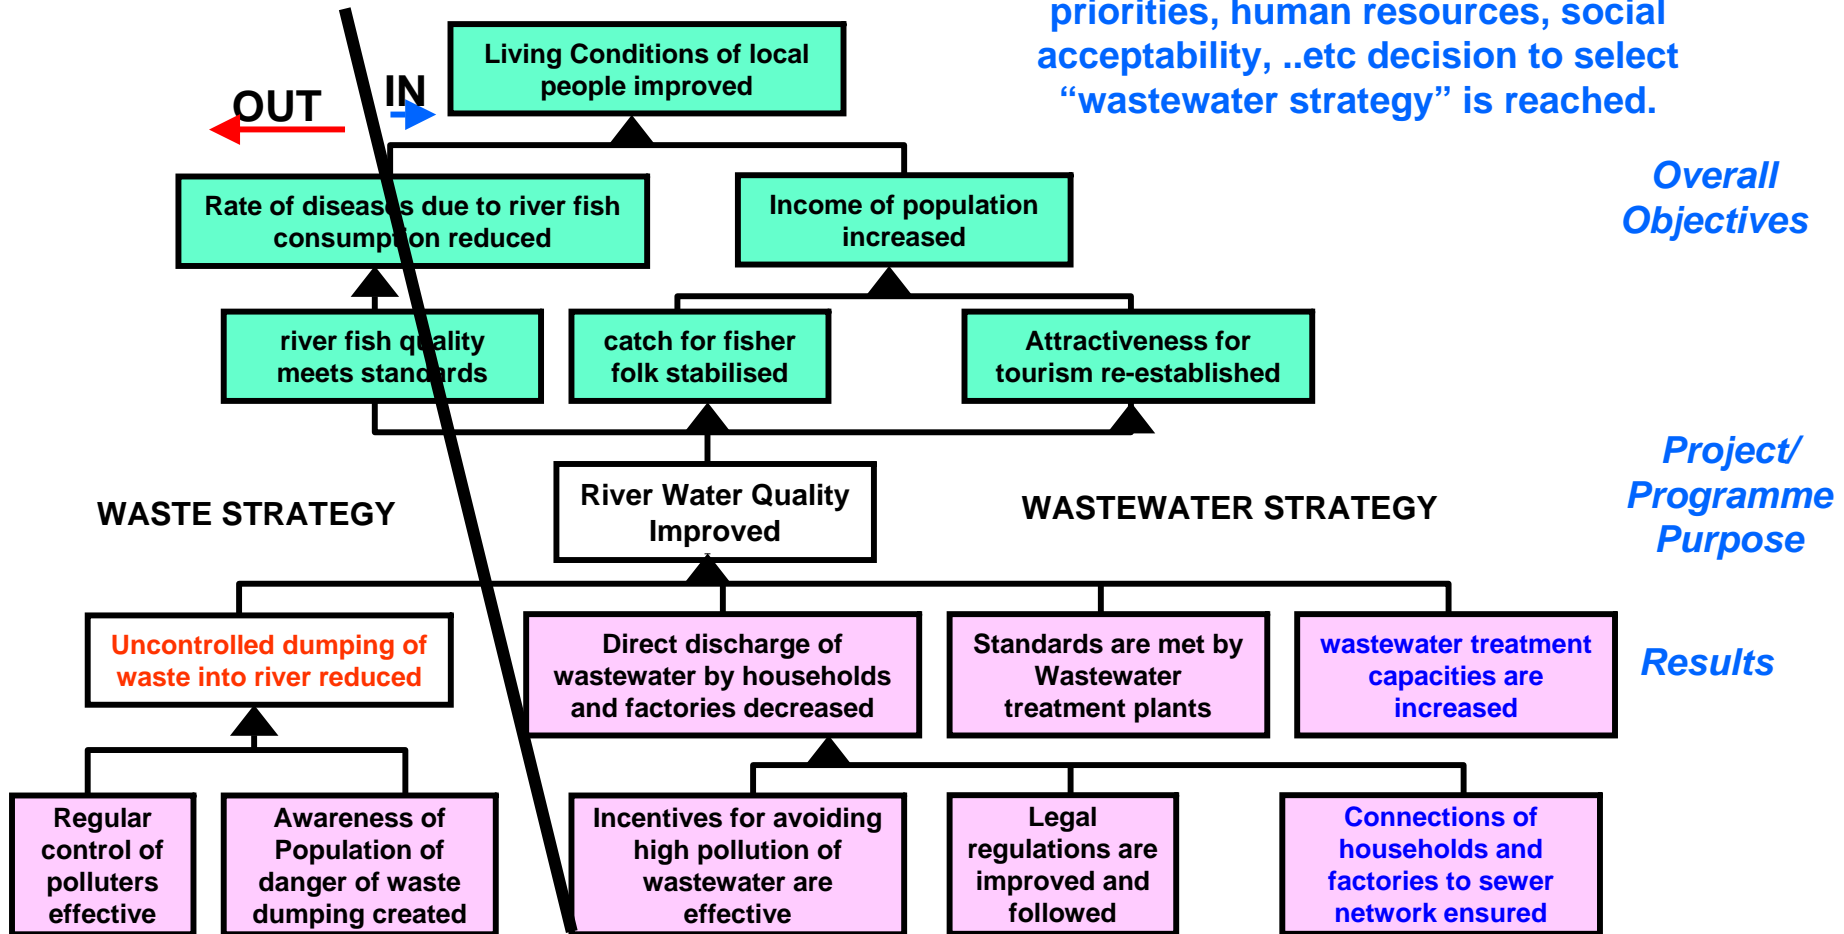 priorities, human resources, social
acceptability, ..etc decision to select
“wastewater strategy” is reached.
Living Conditions of local
people improved
OUT
IN
Rate of diseases due to river fish
consumption reduced
Income of population
increased
Overall
Objectives
river fish quality
meets standards
catch for fisher
folk stabilised
Attractiveness for
tourism re-established
WASTE STRATEGY
River Water Quality
Improved
WASTEWATER STRATEGY
Project/
Programme
Purpose
Uncontrolled dumping of
waste into river reduced
Direct discharge of
wastewater by households
and factories decreased
Standards are met by
Wastewater
treatment plants
wastewater treatment
capacities are
increased
Results
Regular
control of
polluters
effective
Awareness of
Population of
danger of waste
dumping created
Incentives for avoiding
high pollution of
wastewater are
effective
Legal
regulations are
improved and
followed
Connections of
households and
factories to sewer
network ensured